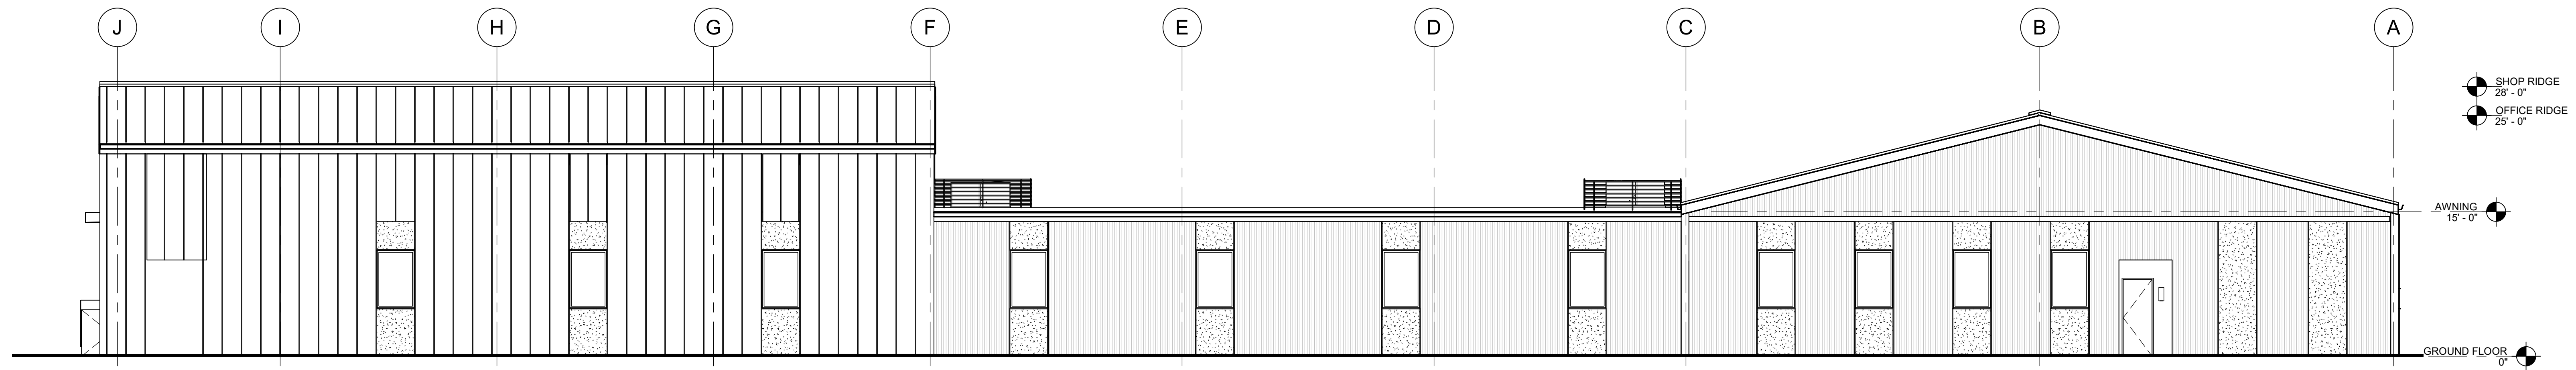 J I H G F E D C B A
SHOP RIDGE
28' - 0"
OFFICE RIDGE
25' - 0"
AWNING
15' - 0"
GROUND FLOOR
0"